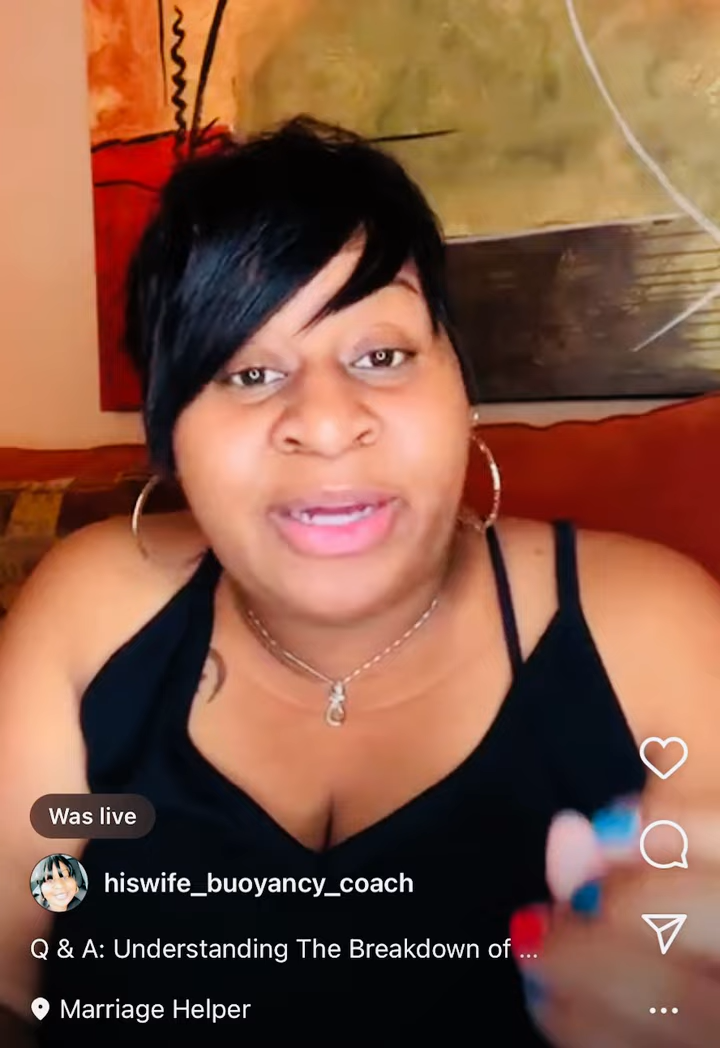 Was live
hiswife_buoyancy_coach
Q & A: Understanding The Breakdown of ...
Marriage Helper